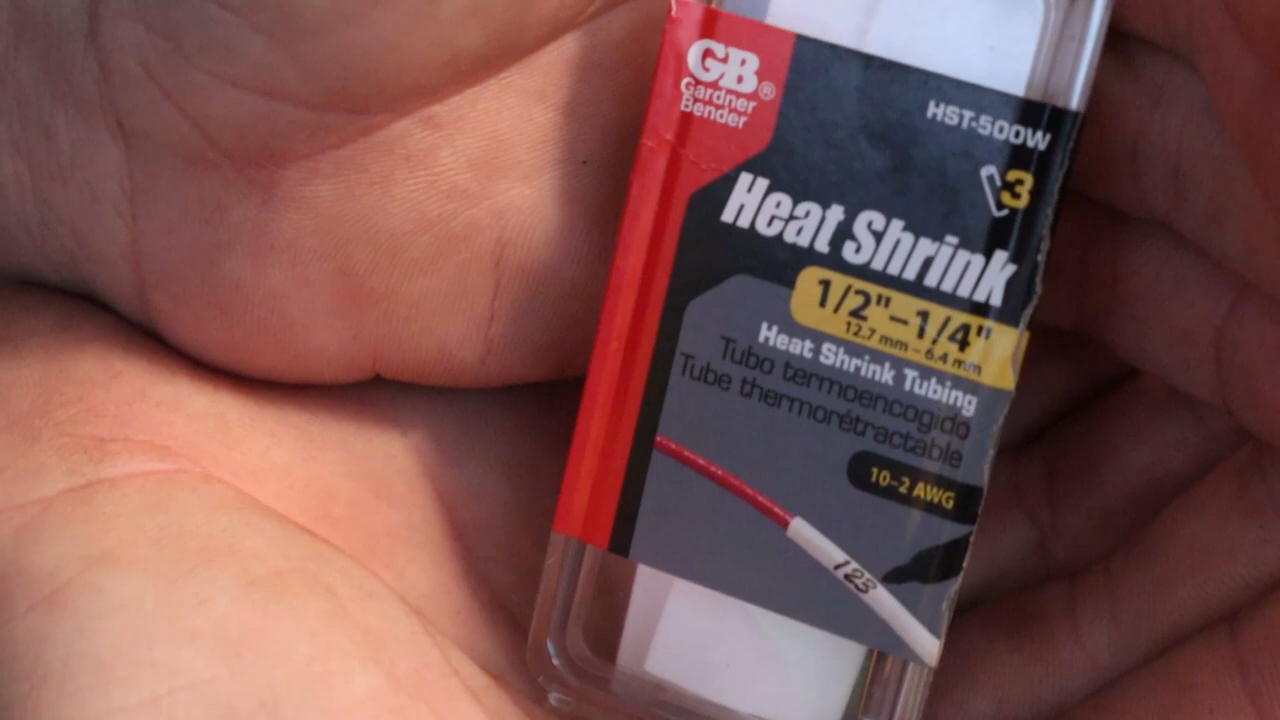 GB®
Gardner
Bender
HST-500W
3
Heat Shrink
1/2"–1/4"
12.7 mm – 6.4 mm
Heat Shrink Tubing
Tubo termoencogido
Tube thermorétractable
10–2 AWG
123